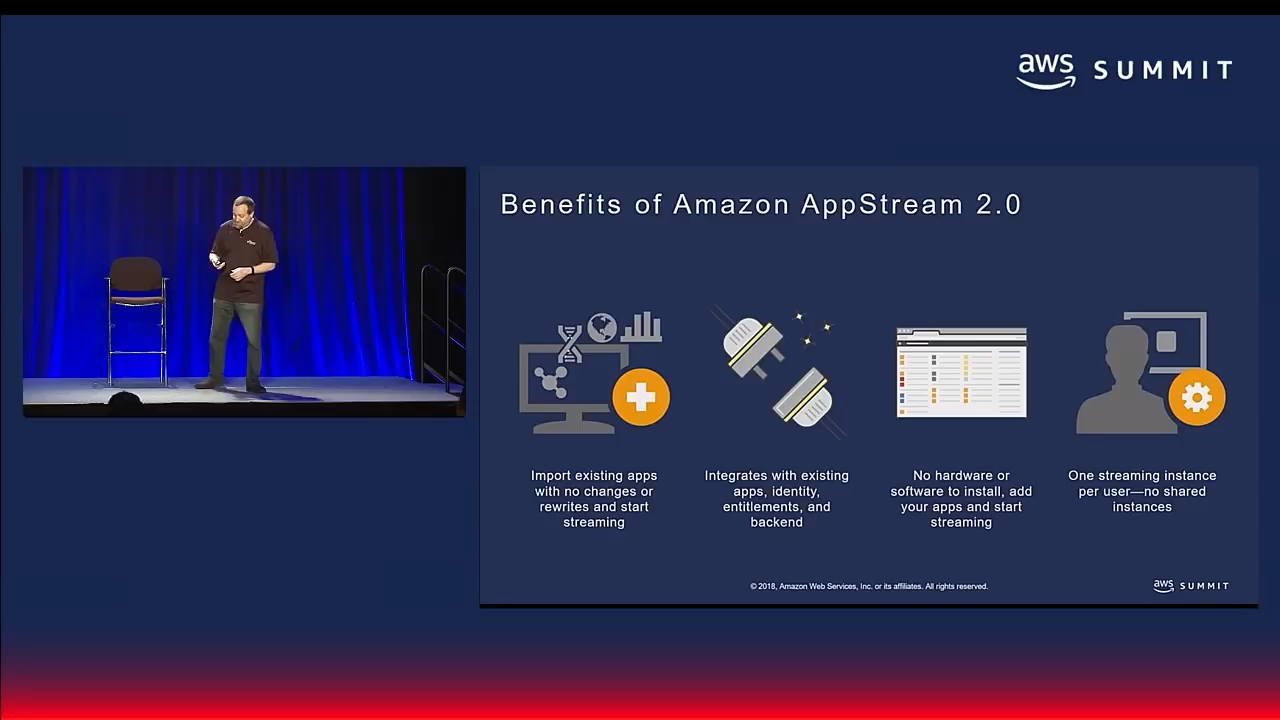 aws SUMMIT
Benefits of Amazon AppStream 2.0
Import existing apps
with no changes or
rewrites and start
streaming
Integrates with existing
apps, identity,
entitlements, and
backend
No hardware or
software to install, add
your apps and start
streaming
One streaming instance
per user—no shared
instances
© 2018, Amazon Web Services, Inc. or its affiliates. All rights reserved.
aws SUMMIT